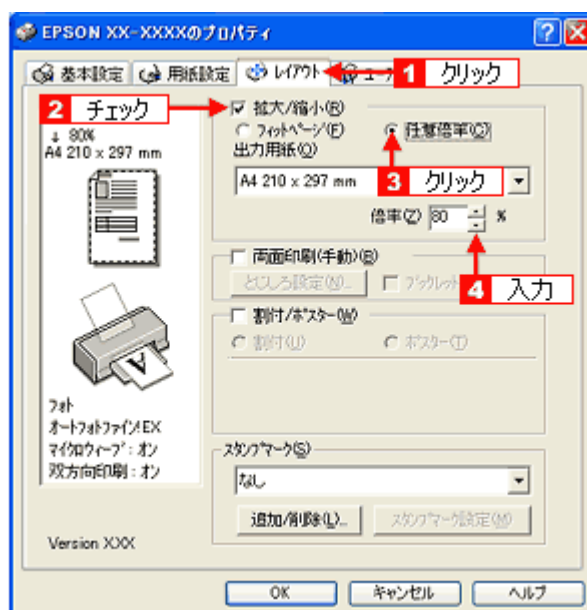 EPSON XX-XXXXのプロパティ
基本設定 用紙設定 レイアウト
1 クリック
2 チェック
↓ 80%
A4 210 x 297 mm
拡大/縮小(R)
フィットページ(F) 任意倍率(C)
出力用紙(O)
A4 210 x 297 mm
3 クリック
倍率(Z) 80 %
4 入力
両面印刷(手動)(B)
とじしろ設定(N)...
割付/ポスター(W)
割付(U) ポスター(T)
フォト
オートフォトファイン!EX
マイクロウィーブ : オン
双方向印刷 : オン
スタンプマーク(S)
なし
追加/削除(L)... スタンプマーク設定(M)
Version XXX
OK キャンセル ヘルプ